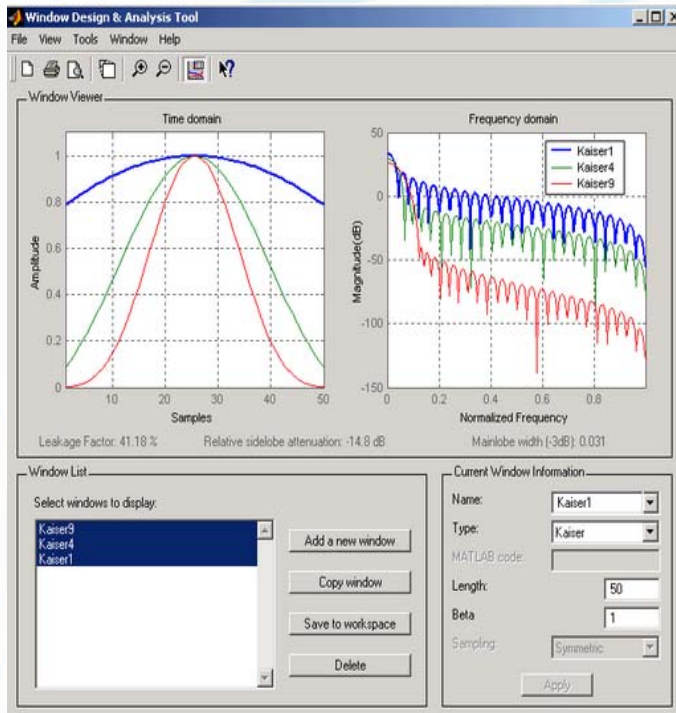 Window Design & Analysis Tool
File View Tools Window Help
Window Viewer
Time domain
Frequency domain
1
0.8
0.6
0.4
0.2
0
10 20 30 40 50
Amplitude
Samples
50
0
-50
-100
-150
0 0.2 0.4 0.6 0.8
Magnitude(dB)
Normalized Frequency
Kaiser1
Kaiser4
Kaiser9
Leakage Factor: 41.18 % Relative sidelobe attenuation: -14.8 dB Mainlobe width (-3dB): 0.031
Window List
Select windows to display:
Kaiser9
Kaiser4
Kaiser1
Add a new window
Copy window
Save to workspace
Delete
Current Window Information
Name: Kaiser1
Type: Kaiser
MATLAB code:
Length: 50
Beta 1
Sampling: Symmetric
Apply